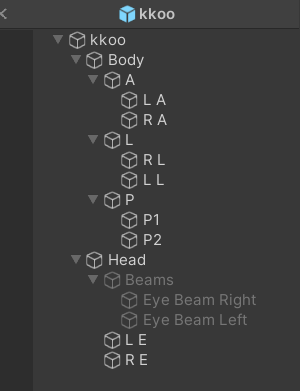 kkoo
kkoo
Body
A
L A
R A
L
R L
L L
P
P1
P2
Head
Beams
Eye Beam Right
Eye Beam Left
L E
R E